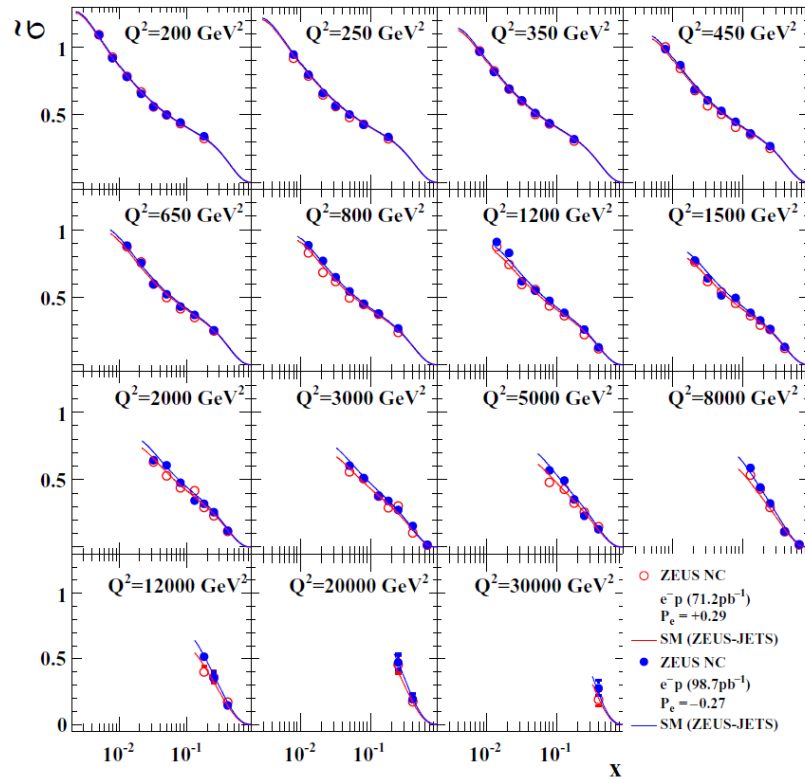 σ̃
Q²=200 GeV² Q²=250 GeV² Q²=350 GeV² Q²=450 GeV²
1
0.5
0
Q²=650 GeV² Q²=800 GeV² Q²=1200 GeV² Q²=1500 GeV²
1
0.5
0
Q²=2000 GeV² Q²=3000 GeV² Q²=5000 GeV² Q²=8000 GeV²
1
0.5
0
Q²=12000 GeV² Q²=20000 GeV² Q²=30000 GeV²
1
0.5
0
10⁻² 10⁻¹ 10⁻² 10⁻¹ 10⁻² 10⁻¹
x
ZEUS NC
e⁻p (71.2pb⁻¹)
Pₑ = +0.29
SM (ZEUS-JETS)
ZEUS NC
e⁻p (98.7pb⁻¹)
Pₑ = −0.27
SM (ZEUS-JETS)